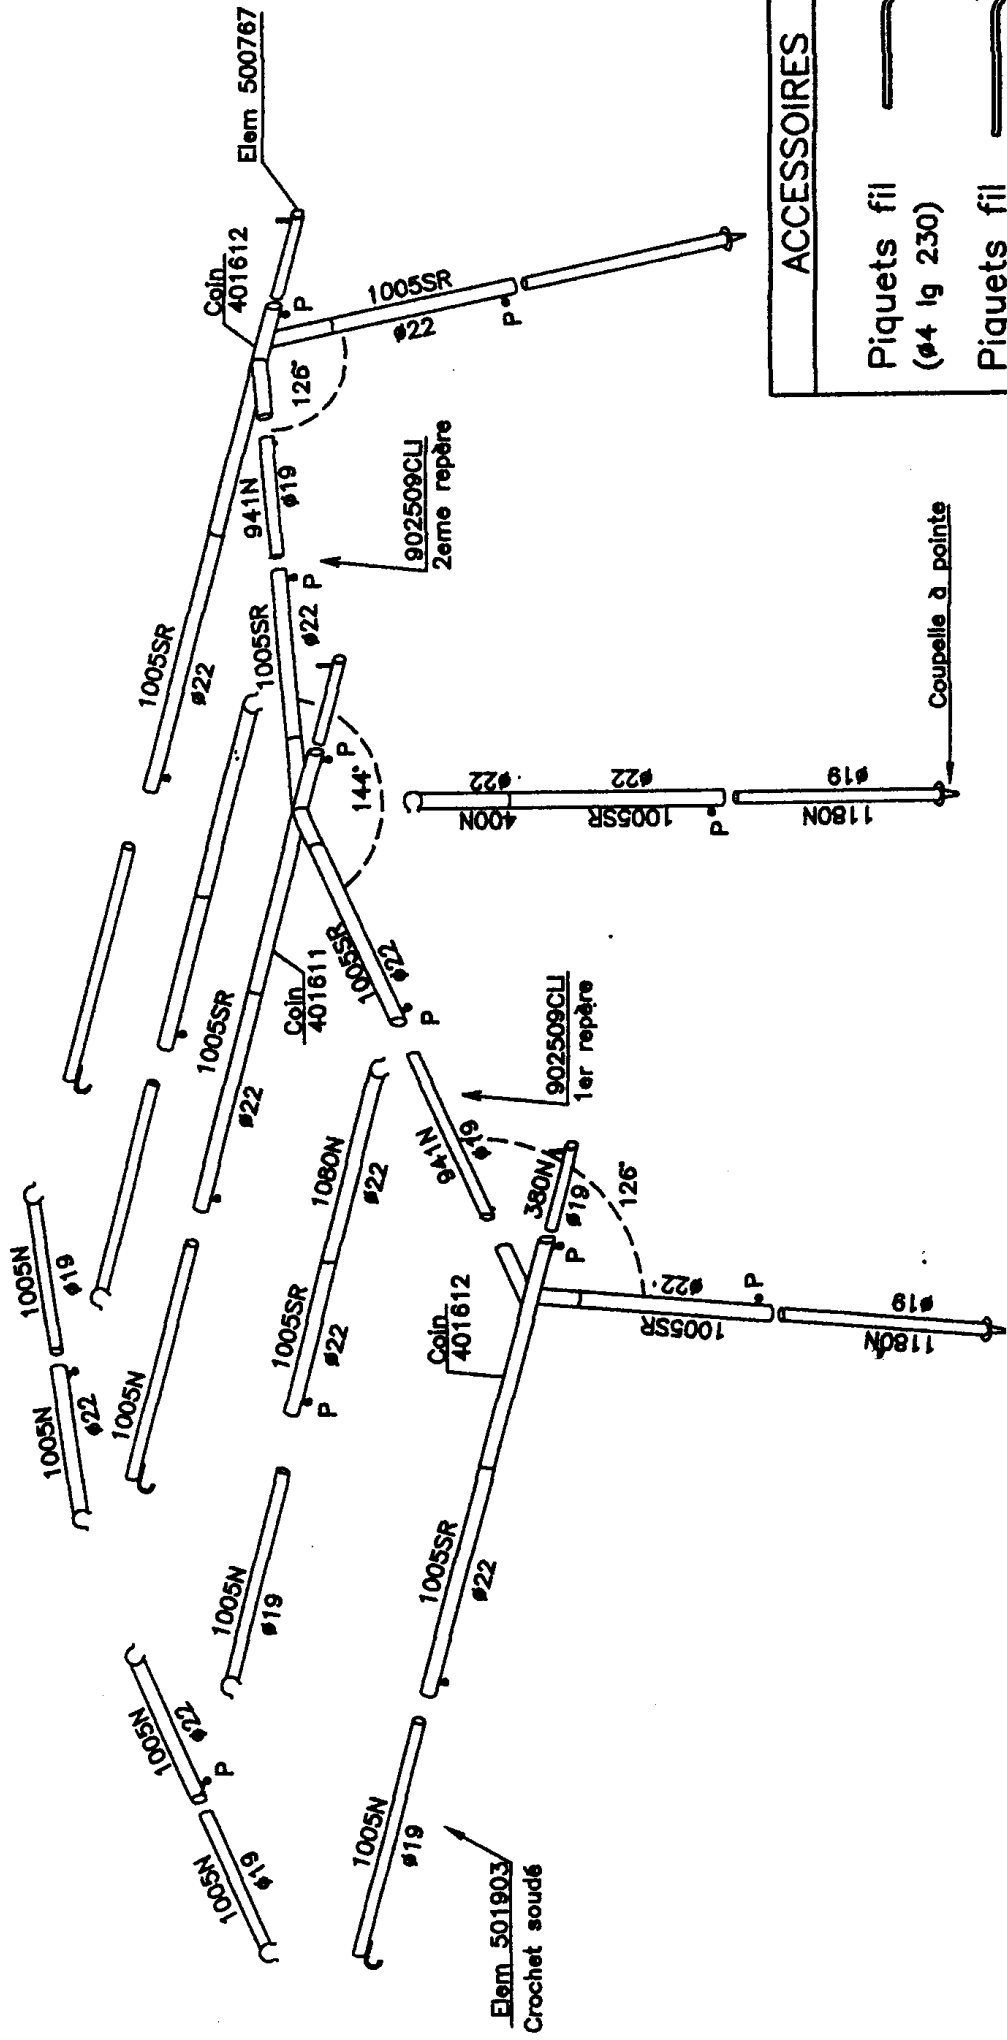 Elem 500767
Coin
401612
P
1005SR
ø22
P
126°
941N
ø19
902509CLI
2eme repère
1005SR
ø22
1005SR
ø22
P
P
144°
ø22
ø22
400N
1005SR
P
ø19
1180N
Coupelle à pointe
1005SR
ø22
Coin
401611
1005SR
ø22
P
902509CLI
1er repère
941N
ø19
1080N
ø22
1005SR
ø22
P
380N
ø19
126°
P
ø22
1005SR
P
ø19
1180N
Coin
401612
1005SR
ø22
1005N
ø19
1005N
ø22
1005N
1005N
ø19
1005N
ø22
P
1005N
ø19
1005N
ø19
Elem 501903
Crochet soudé
ACCESSOIRES
Piquets fil
(ø4 lg 230)
Piquets fil